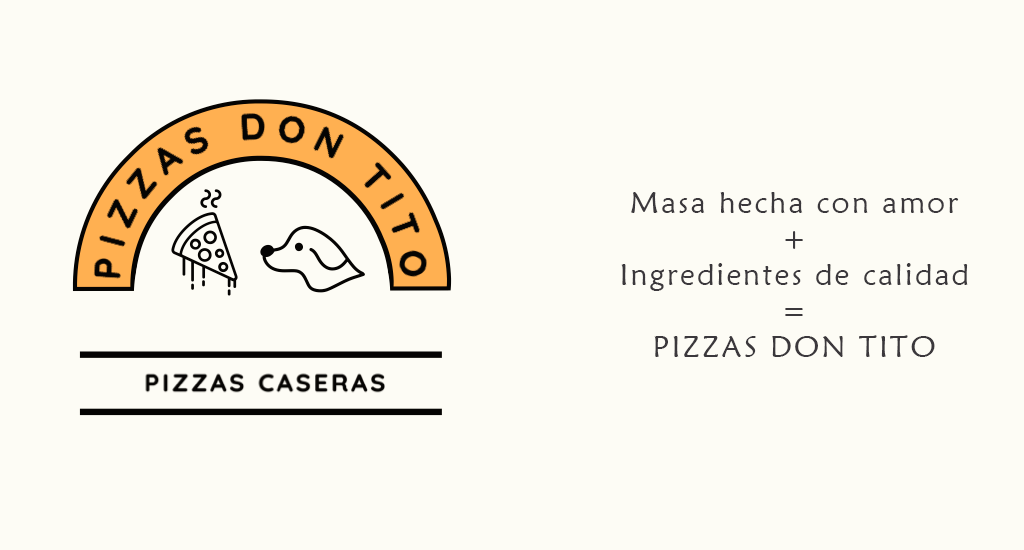 PIZZAS DON TITO
PIZZAS CASERAS
Masa hecha con amor
+
Ingredientes de calidad
=
PIZZAS DON TITO